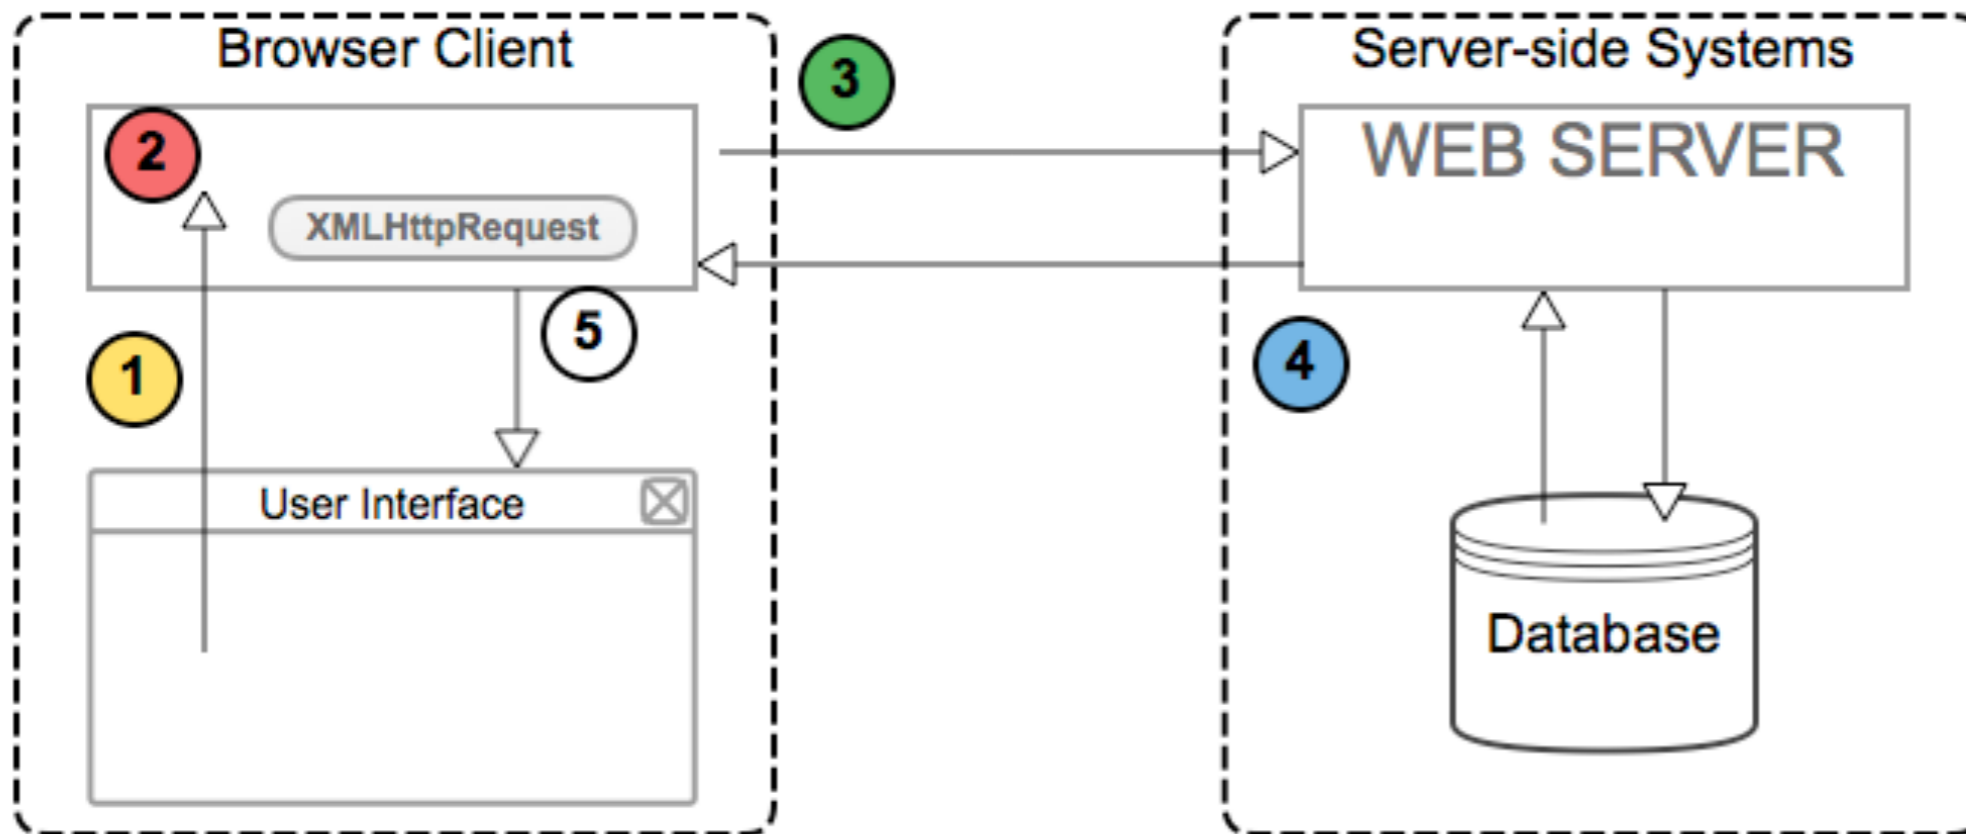 Browser Client
3
Server-side Systems
2
WEB SERVER
XMLHttpRequest
1
5
4
User Interface
Database